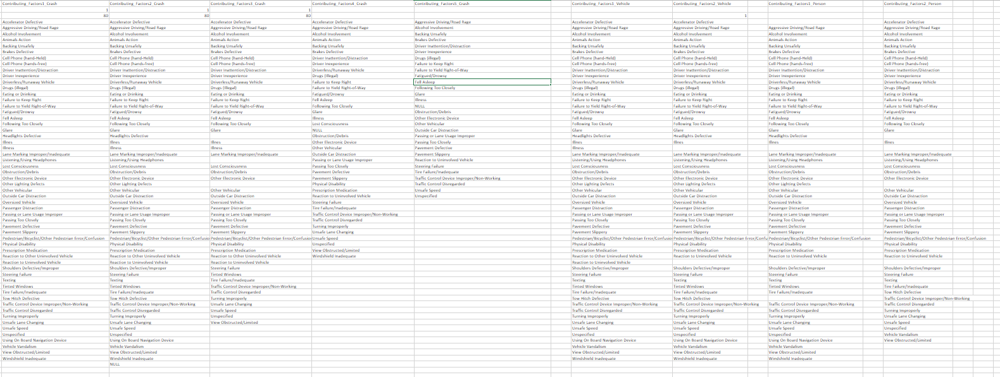 Contributing_Factors1_Crash Contributing_Factors2_Crash Contributing_Factors3_Crash Contributing_Factors4_Crash Contributing_Factors5_Crash Contributing_Factors1_Vehicle Contributing_Factors2_Vehicle Contributing_Factors1_Person Contributing_Factors2_Person
1 1 1
80 80 80 1
Accelerator Defective Accelerator Defective Accelerator Defective Accelerator Defective Aggressive Driving/Road Rage Accelerator Defective Accelerator Defective Accelerator Defective
Aggressive Driving/Road Rage Aggressive Driving/Road Rage Aggressive Driving/Road Rage Aggressive Driving/Road Rage Alcohol Involvement Aggressive Driving/Road Rage Aggressive Driving/Road Rage Aggressive Driving/Road Rage Aggressive Driving/Road Rage
Alcohol Involvement Alcohol Involvement Alcohol Involvement Alcohol Involvement Backing Unsafely Alcohol Involvement Alcohol Involvement Alcohol Involvement Alcohol Involvement
Animals Action Animals Action Animals Action Animals Action Brakes Defective Animals Action Animals Action Animals Action Animals Action
Backing Unsafely Backing Unsafely Backing Unsafely Backing Unsafely Driver Inattention/Distraction Backing Unsafely Backing Unsafely Backing Unsafely Backing Unsafely
Brakes Defective Brakes Defective Brakes Defective Brakes Defective Driver Inexperience Brakes Defective Brakes Defective Brakes Defective Brakes Defective
Cell Phone (hand-Held) Cell Phone (hand-Held) Cell Phone (hand-Held) Driver Inattention/Distraction Drugs (illegal) Cell Phone (hand-Held) Cell Phone (hand-Held) Cell Phone (hand-Held) Cell Phone (hand-Held)
Cell Phone (hands-free) Cell Phone (hands-free) Cell Phone (hands-free) Driver Inexperience Failure to Keep Right Cell Phone (hands-free) Cell Phone (hands-free) Cell Phone (hands-free) Cell Phone (hands-free)
Driver Inattention/Distraction Driver Inattention/Distraction Driver Inattention/Distraction Driverless/Runaway Vehicle Failure to Yield Right-of-Way Driver Inattention/Distraction Driver Inattention/Distraction Driver Inattention/Distraction Driver Inattention/Distraction
Driver Inexperience Driver Inexperience Driver Inexperience Drugs (Illegal) Fatigued/Drowsy Driver Inexperience Driver Inexperience Driver Inexperience Driver Inexperience
Driverless/Runaway Vehicle Driverless/Runaway Vehicle Driverless/Runaway Vehicle Failure to Keep Right Fell Asleep Driverless/Runaway Vehicle Driverless/Runaway Vehicle Driverless/Runaway Vehicle Driverless/Runaway Vehicle
Drugs (illegal) Drugs (Illegal) Drugs (Illegal) Failure to Yield Right-of-Way Following Too Closely Drugs (illegal) Drugs (illegal) Drugs (illegal) Drugs (illegal)
Eating or Drinking Eating or Drinking Eating or Drinking Fatigued/Drowsy Glare Eating or Drinking Eating or Drinking Eating or Drinking Eating or Drinking
Failure to Keep Right Failure to Keep Right Failure to Keep Right Fell Asleep Illness Failure to Keep Right Failure to Keep Right Failure to Keep Right Failure to Keep Right
Failure to Yield Right-of-Way Failure to Yield Right-of-Way Failure to Yield Right-of-Way Following Too Closely NULL Failure to Yield Right-of-Way Failure to Yield Right-of-Way Failure to Yield Right-of-Way Failure to Yield Right-of-Way
Fatigued/Drowsy Fatigued/Drowsy Fatigued/Drowsy Glare Obstruction/Debris Fatigued/Drowsy Fatigued/Drowsy Fatigued/Drowsy Fatigued/Drowsy
Fell Asleep Fell Asleep Fell Asleep Illness Other Electronic Device Fell Asleep Fell Asleep Fell Asleep Fell Asleep
Following Too Closely Following Too Closely Following Too Closely Lost Consciousness Other Vehicular Following Too Closely Following Too Closely Following Too Closely Following Too Closely
Glare Glare Glare NULL Outside Car Distraction Glare Glare Glare Glare
Headlights Defective Headlights Defective Obstruction/Debris Passing or Lane Usage Improper Headlights Defective Headlights Defective Headlights Defective
Illnes Illnes Illnes Other Electronic Device Passing Too Closely Illnes Illnes Illnes Illnes
Illness Illness Illness Other Vehicular Pavement Defective Illness
Lane Marking Improper/Inadequate Lane Marking Improper/Inadequate Lane Marking Improper/Inadequate Outside Car Distraction Pavement Slippery Lane Marking Improper/Inadequate Lane Marking Improper/Inadequate Lane Marking Improper/Inadequate Lane Marking Improper/Inadequate
Listening/Using Headphones Listening/Using Headphones Passing or Lane Usage Improper Reaction to Uninvolved Vehicle Listening/Using Headphones Listening/Using Headphones Listening/Using Headphones Listening/Using Headphones
Lost Consciousness Lost Consciousness Lost Consciousness Passing Too Closely Steering Failure Lost Consciousness Lost Consciousness Lost Consciousness Lost Consciousness
Obstruction/Debris Obstruction/Debris Obstruction/Debris Pavement Defective Tire Failure/Inadequate Obstruction/Debris Obstruction/Debris Obstruction/Debris Obstruction/Debris
Other Electronic Device Other Electronic Device Other Electronic Device Pavement Slippery Traffic Control Device Improper/Non-Working Other Electronic Device Other Electronic Device Other Electronic Device Other Electronic Device
Other Lighting Defects Other Lighting Defects Physical Disability Traffic Control Disregarded Other Lighting Defects Other Lighting Defects Other Lighting Defects
Other Vehicular Other Vehicular Other Vehicular Prescription Medication Unsafe Speed Other Vehicular Other Vehicular Other Vehicular Other Vehicular
Outside Car Distraction Outside Car Distraction Outside Car Distraction Reaction to Uninvolved Vehicle Unspecified Outside Car Distraction Outside Car Distraction Outside Car Distraction Outside Car Distraction
Oversized Vehicle Oversized Vehicle Oversized Vehicle Steering Failure Oversized Vehicle Oversized Vehicle Oversized Vehicle Oversized Vehicle
Passenger Distraction Passenger Distraction Passenger Distraction Tire Failure/Inadequate Passenger Distraction Passenger Distraction Passenger Distraction Passenger Distraction
Passing or Lane Usage Improper Passing or Lane Usage Improper Passing or Lane Usage Improper Traffic Control Device Improper/Non-Working Passing or Lane Usage Improper Passing or Lane Usage Improper Passing or Lane Usage Improper Passing or Lane Usage Improper
Passing Too Closely Passing Too Closely Passing Too Closely Traffic Control Disregarded Passing Too Closely Passing Too Closely Passing Too Closely Passing Too Closely
Pavement Defective Pavement Defective Pavement Defective Turning Improperly Pavement Defective Pavement Defective Pavement Defective Pavement Defective
Pavement Slippery Pavement Slippery Pavement Slippery Unsafe Lane Changing Pavement Slippery Pavement Slippery Pavement Slippery Pavement Slippery
Pedestrian/Bicyclist/Other Pedestrian Error/Confusion Pedestrian/Bicyclist/Other Pedestrian Error/Confusio Pedestrian/Bicyclist/Other Pedestrian Error/Confusion Unsafe Speed Pedestrian/Bicyclist/Other Pedestrian Error/Confusio Pedestrian/Bicyclist/Other Pedestrian Error/Confu Pedestrian/Bicyclist/Other Pedestrian Error/Confusion Pedestrian/Bicyclist/Other Pedestrian Error/Confusion
Physical Disability Physical Disability Physical Disability Unspecified Physical Disability Physical Disability Physical Disability Physical Disability
Prescription Medication Prescription Medication Prescription Medication View Obstructed/Limited Prescription Medication Prescription Medication Prescription Medication Prescription Medication
Reaction to Other Uninvolved Vehicle Reaction to Other Uninvolved Vehicle Reaction to Other Uninvolved Vehicle Windshield Inadequate Reaction to Other Uninvolved Vehicle Reaction to Uninvolved Vehicle Reaction to Uninvolved Vehicle Reaction to Uninvolved Vehicle
Reaction to Uninvolved Vehicle Reaction to Uninvolved Vehicle Reaction to Uninvolved Vehicle Reaction to Uninvolved Vehicle
Shoulders Defective/Improper Shoulders Defective/Improper Steering Failure Shoulders Defective/Improper Shoulders Defective/Improper Shoulders Defective/Improper Shoulders Defective/Improper
Steering Failure Steering Failure Tinted Windows Steering Failure Steering Failure Steering Failure Steering Failure
Texting Texting Tire Failure/Inadequate Texting Texting Texting Texting
Tinted Windows Tinted Windows Traffic Control Device Improper/Non-Working Tinted Windows Tinted Windows Tinted Windows Tire Failure/Inadequate
Tire Failure/Inadequate Tire Failure/Inadequate Traffic Control Disregarded Tire Failure/Inadequate Tire Failure/Inadequate Tire Failure/Inadequate Tow Hitch Defective
Tow Hitch Defective Tow Hitch Defective Turning Improperly Tow Hitch Defective Tow Hitch Defective Traffic Control Device Improper/Non-Working
Traffic Control Device Improper/Non-Working Traffic Control Device Improper/Non-Working Unsafe Lane Changing Traffic Control Device Improper/Non-Working Traffic Control Device Improper/Non-Working Traffic Control Device Improper/Non-Working Traffic Control Disregarded
Traffic Control Disregarded Traffic Control Disregarded Unsafe Speed Traffic Control Disregarded Traffic Control Disregarded Traffic Control Disregarded Turning Improperly
Turning Improperly Turning Improperly Unspecified Turning Improperly Turning Improperly Turning Improperly Unsafe Lane Changing
Unsafe Lane Changing Unsafe Lane Changing View Obstructed/Limited Unsafe Lane Changing Unsafe Lane Changing Unsafe Lane Changing Unsafe Speed
Unsafe Speed Unsafe Speed Unsafe Speed Unsafe Speed Unsafe Speed Unspecified
Unspecified Unspecified Unspecified Unspecified Unspecified Vehicle Vandalism
Using On Board Navigation Device Using On Board Navigation Device Using On Board Navigation Device Using On Board Navigation Device Using On Board Navigation Device View Obstructed/Limited
Vehicle Vandalism Vehicle Vandalism Vehicle Vandalism Vehicle Vandalism Vehicle Vandalism
View Obstructed/Limited View Obstructed/Limited View Obstructed/Limited View Obstructed/Limited View Obstructed/Limited
Windshield Inadequate Windshield Inadequate Windshield Inadequate Windshield Inadequate Windshield Inadequate
NULL